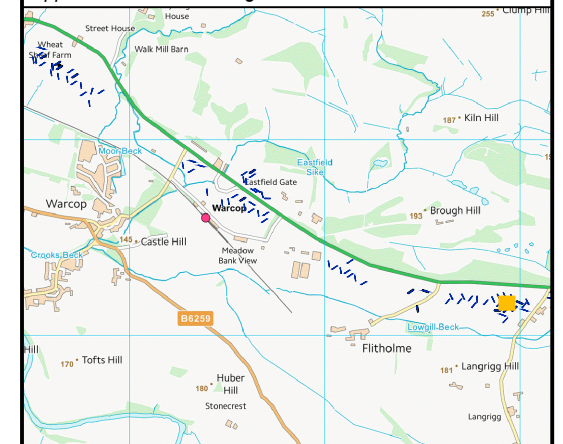 House
255 Clump Hill
Street House
Wheat
Sheaf Farm
Walk Mill Barn
187 Kiln Hill
Moor Beck
Eastfield
Sike
Eastfield Gate
Warcop
Warcop
193 Brough Hill
145 Castle Hill
Crooks Beck
Meadow
Bank View
B6259
Lowgill Beck
Flitholme
Hill
170 Tofts Hill
181 Langrigg Hill
Huber
180 Hill
Stonecrest
Langrigg